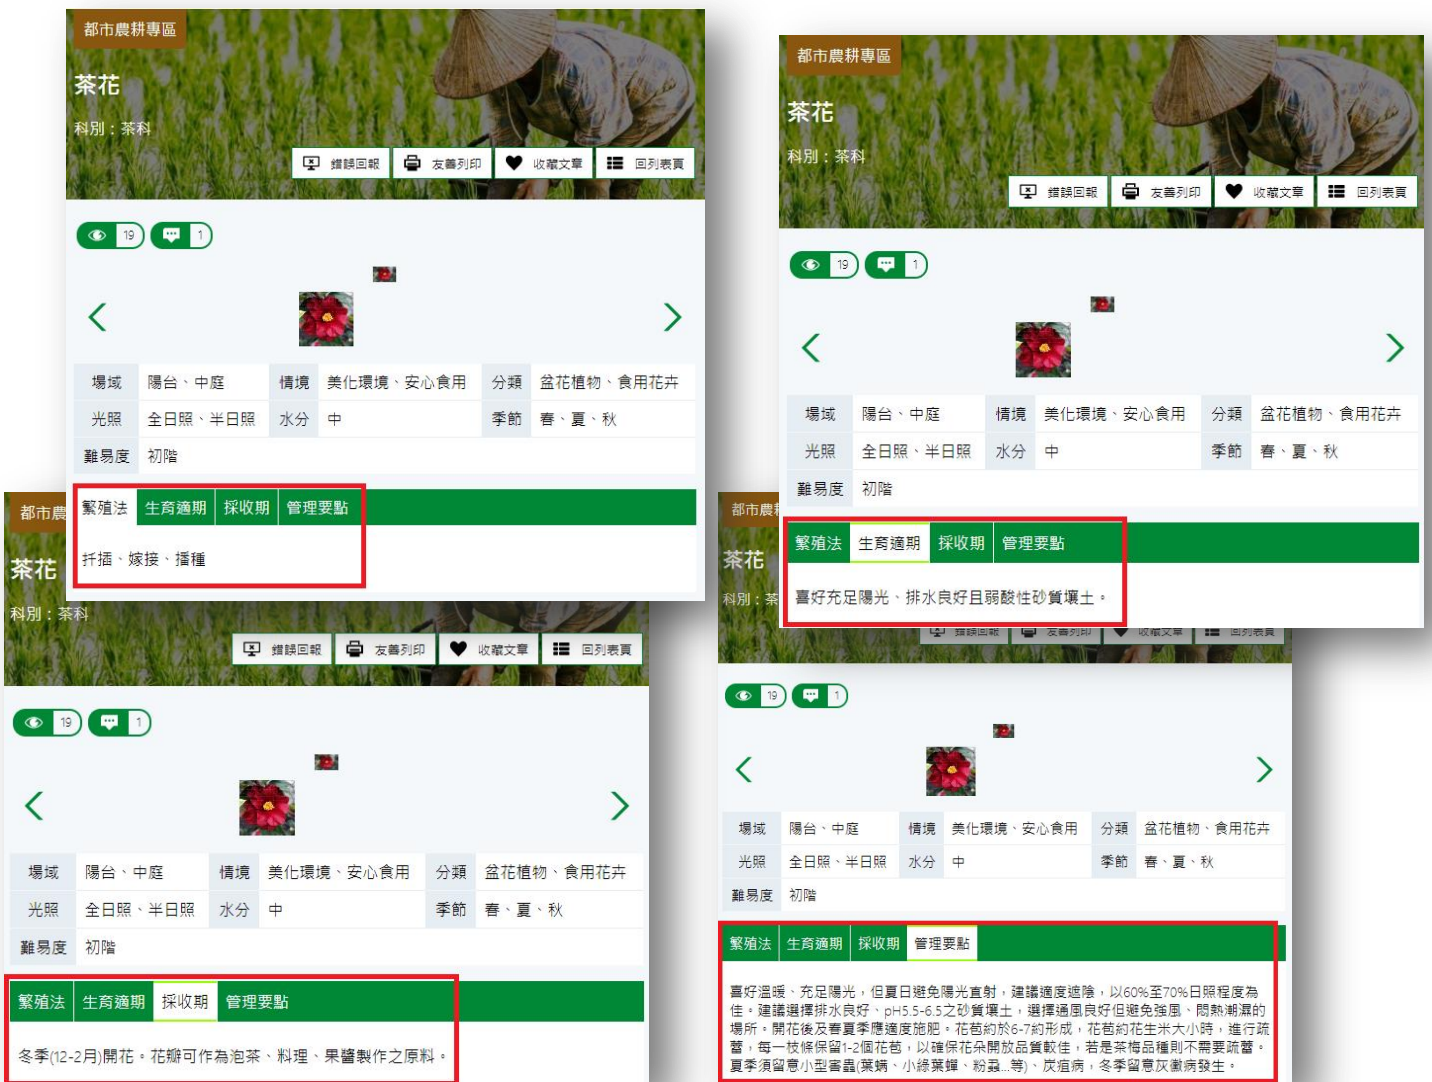 都市農耕專區
茶花
科別：茶科
錯誤回報
友善列印
收藏文章
回列表頁
19
1
場域 陽台、中庭 情境 美化環境、安心食用 分類 盆花植物、食用花卉
光照 全日照、半日照 水分 中 季節 春、夏、秋
難易度 初階
繁殖法 生育適期 採收期 管理要點
扦插、嫁接、播種
都市農耕專區
茶花
科別：茶科
錯誤回報
友善列印
收藏文章
回列表頁
19
1
場域 陽台、中庭 情境 美化環境、安心食用 分類 盆花植物、食用花卉
光照 全日照、半日照 水分 中 季節 春、夏、秋
難易度 初階
繁殖法 生育適期 採收期 管理要點
喜好充足陽光、排水良好且弱酸性砂質壤土。
都市農
茶花
科別：茶科
錯誤回報
友善列印
收藏文章
回列表頁
19
1
場域 陽台、中庭 情境 美化環境、安心食用 分類 盆花植物、食用花卉
光照 全日照、半日照 水分 中 季節 春、夏、秋
難易度 初階
繁殖法 生育適期 採收期 管理要點
冬季(12-2月)開花。花瓣可作為泡茶、料理、果醬製作之原料。
都市農
茶花
科別：茶
錯誤回報
友善列印
收藏文章
回列表頁
19
1
場域 陽台、中庭 情境 美化環境、安心食用 分類 盆花植物、食用花卉
光照 全日照、半日照 水分 中 季節 春、夏、秋
難易度 初階
繁殖法 生育適期 採收期 管理要點
喜好溫暖、充足陽光，但夏日避免陽光直射，建議適度遮陰，以60%至70%日照程度為
佳。建議選擇排水良好、pH5.5-6.5之砂質壤土，選擇通風良好但避免強風、悶熱潮濕的
場所。開花後及春夏季應適度施肥。花苞約於6-7約形成，花苞約花生米大小時，進行疏
蕾，每一枝條保留1-2個花苞，以確保花朵開放品質較佳，若是茶梅品種則不需要疏蕾。
夏季須留意小型害蟲(葉蟎、小綠葉蟬、粉蝨...等)、炭疽病，冬季留意灰黴病發生。